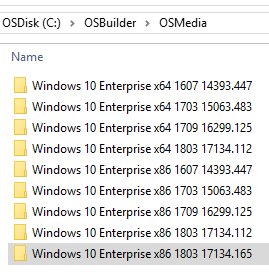 OSDisk (C:) > OSBuilder > OSMedia
Name
Windows 10 Enterprise x64 1607 14393.447
Windows 10 Enterprise x64 1703 15063.483
Windows 10 Enterprise x64 1709 16299.125
Windows 10 Enterprise x64 1803 17134.112
Windows 10 Enterprise x86 1607 14393.447
Windows 10 Enterprise x86 1703 15063.483
Windows 10 Enterprise x86 1709 16299.125
Windows 10 Enterprise x86 1803 17134.112
Windows 10 Enterprise x86 1803 17134.165